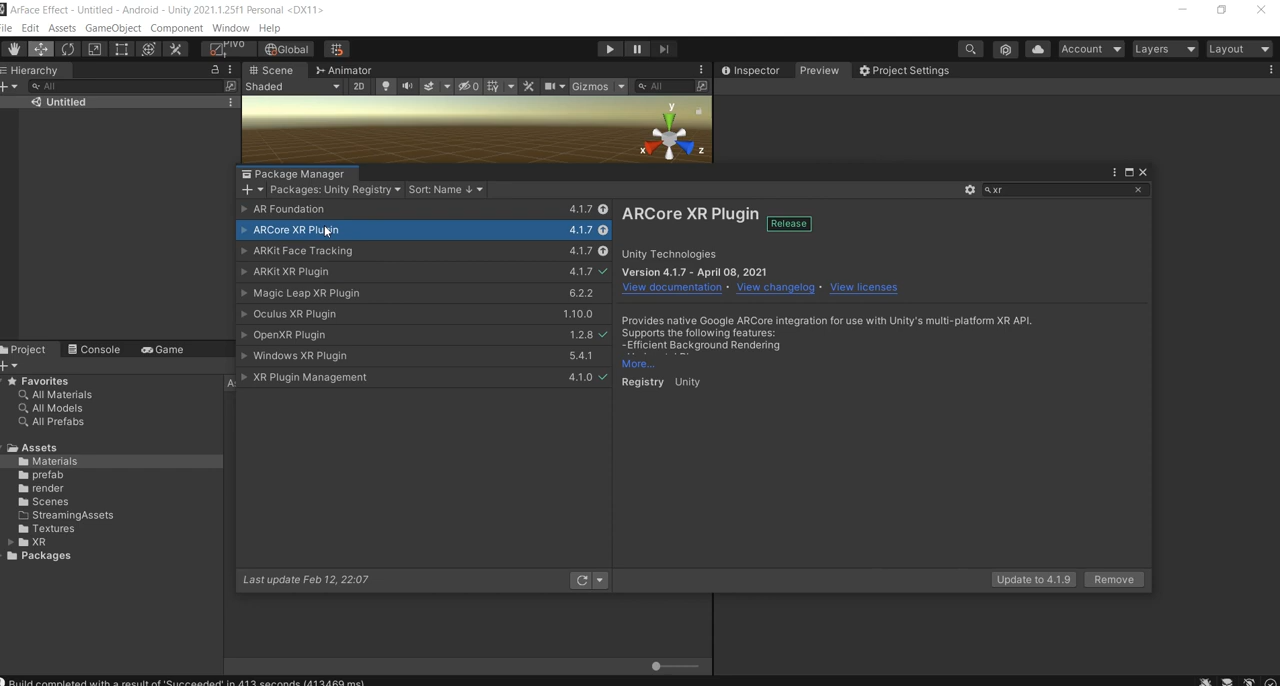 ArFace Effect - Untitled - Android - Unity 2021.1.25f1 Personal <DX11>
File Edit Assets GameObject Component Window Help
Pivot Global Account Layers Layout
Hierarchy
All
Untitled
Scene Animator
Shaded 2D 0 Gizmos All
y
x z
Inspector Preview Project Settings
Package Manager
Packages: Unity Registry Sort: Name ↓ xr
AR Foundation 4.1.7
ARCore XR Plugin 4.1.7
ARKit Face Tracking 4.1.7
ARKit XR Plugin 4.1.7
Magic Leap XR Plugin 6.2.2
Oculus XR Plugin 1.10.0
OpenXR Plugin 1.2.8
Windows XR Plugin 5.4.1
XR Plugin Management 4.1.0
Last update Feb 12, 22:07
ARCore XR Plugin Release
Unity Technologies
Version 4.1.7 - April 08, 2021
View documentation • View changelog • View licenses
Provides native Google ARCore integration for use with Unity's multi-platform XR API.
Supports the following features:
-Efficient Background Rendering
More...
Registry Unity
Update to 4.1.9 Remove
Project Console Game
Favorites
All Materials
All Models
All Prefabs
Assets
Materials
prefab
render
Scenes
StreamingAssets
Textures
XR
Packages
Build completed with a result of 'Succeeded' in 413 seconds (413469 ms)